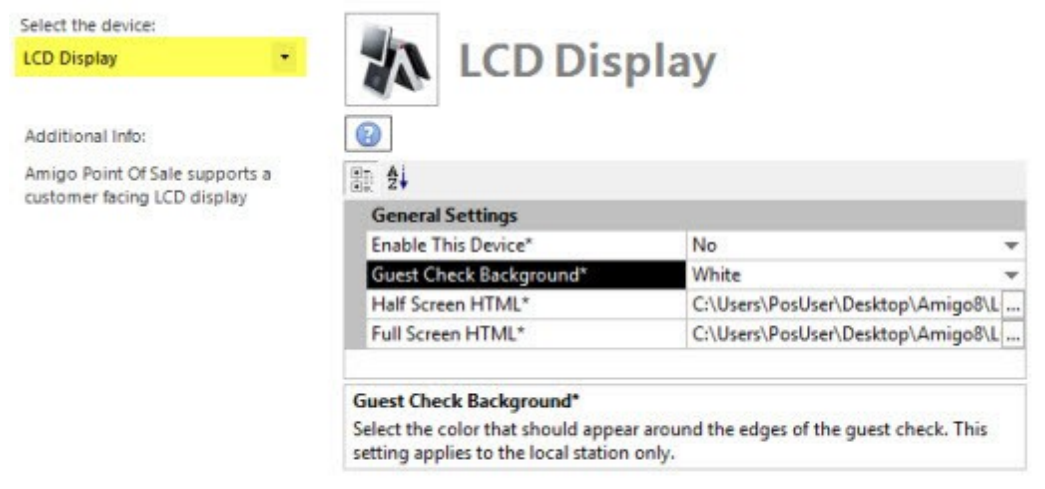 Select the device:
LCD Display
Additional Info:
Amigo Point Of Sale supports a
customer facing LCD display
LCD Display
General Settings
Enable This Device* No
Guest Check Background* White
Half Screen HTML* C:\Users\PosUser\Desktop\Amigo8\L ...
Full Screen HTML* C:\Users\PosUser\Desktop\Amigo8\L ...
Guest Check Background*
Select the color that should appear around the edges of the guest check. This
setting applies to the local station only.